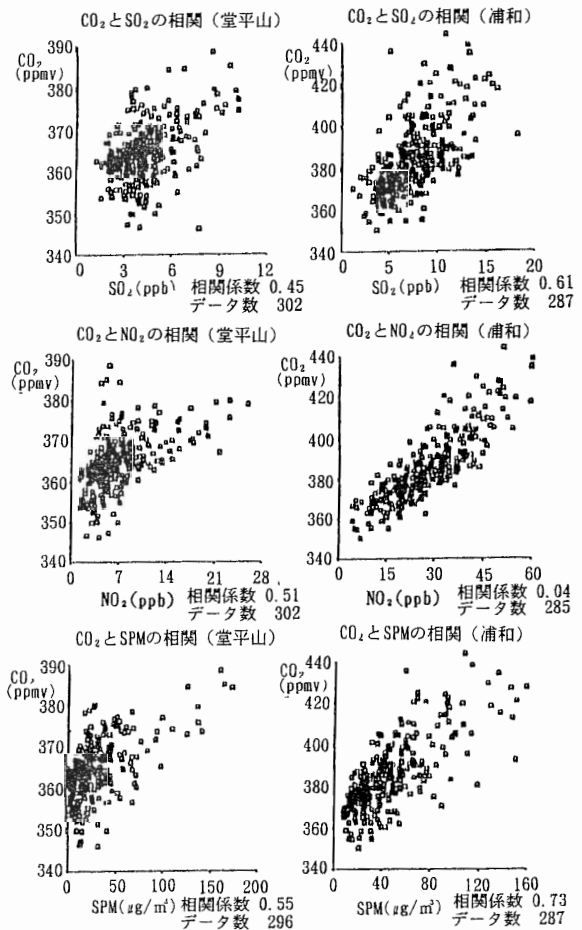 CO₂とSO₂の相関（堂平山）
CO₂
(ppmv)
390
380
370
360
350
340
0 3 6 9 12
SO₂(ppb)
相関係数 0.45
データ数 302
CO₂とSO₂の相関（浦和）
CO₂
(ppmv)
440
420
400
380
360
340
0 5 10 15 20
SO₂(ppb)
相関係数 0.61
データ数 287
CO₂とNO₂の相関（堂平山）
CO₂
(ppmv)
390
380
370
360
350
340
0 7 14 21 28
NO₂(ppb)
相関係数 0.51
データ数 302
CO₂とNO₂の相関（浦和）
CO₂
(ppmv)
440
420
400
380
360
340
0 15 30 45 60
NO₂(ppb)
相関係数 0.04
データ数 285
CO₂とSPMの相関（堂平山）
CO₂
(ppmv)
390
380
370
360
350
340
0 50 100 150 200
SPM(μg/m³)
相関係数 0.55
データ数 296
CO₂とSPMの相関（浦和）
CO₂
(ppmv)
440
420
400
380
360
340
0 40 80 120 160
SPM(μg/m³)
相関係数 0.73
データ数 287